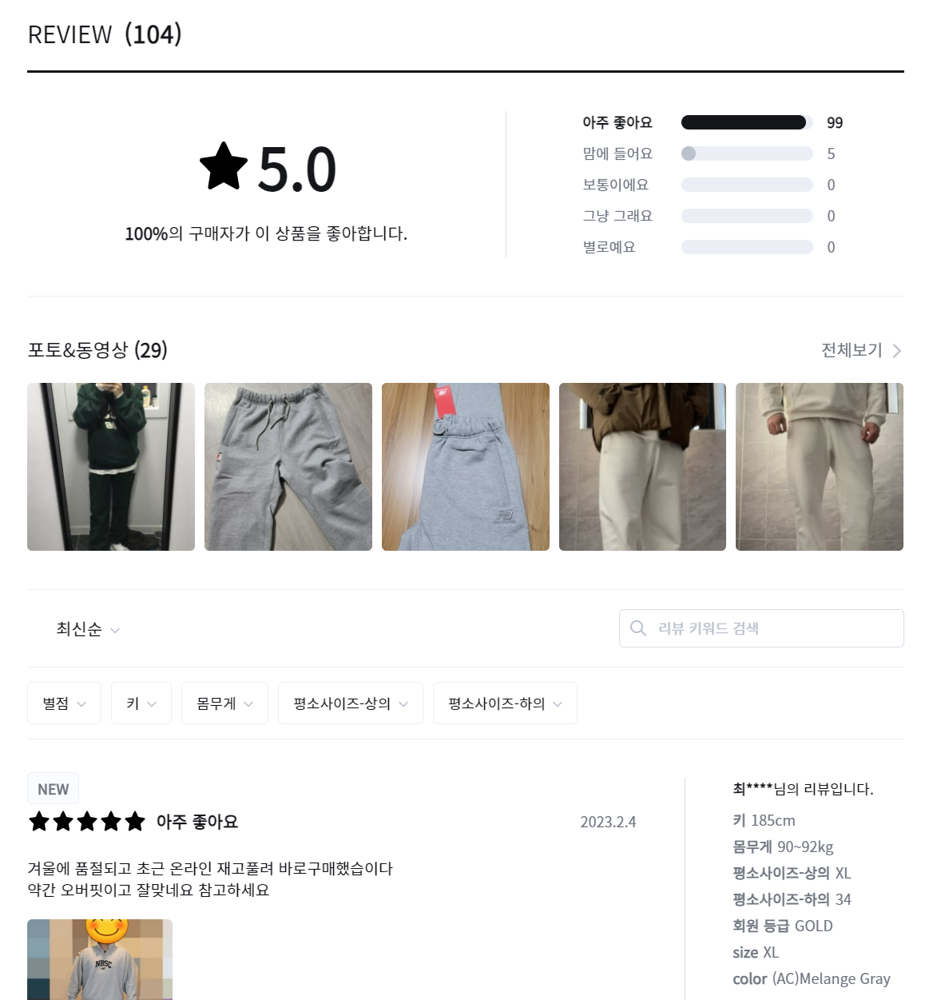 REVIEW (104)
5.0
100%의 구매자가 이 상품을 좋아합니다.
아주 좋아요 99
맘에 들어요 5
보통이에요 0
그냥 그래요 0
별로예요 0
포토&동영상 (29)
전체보기
최신순
리뷰 키워드 검색
별점
키
몸무게
평소사이즈-상의
평소사이즈-하의
NEW
아주 좋아요
2023.2.4
겨울에 품절되고 초근 온라인 재고풀려 바로구매했습이다
약간 오버핏이고 잘맞네요 참고하세요
NBSC
최****님의 리뷰입니다.
키 185cm
몸무게 90~92kg
평소사이즈-상의 XL
평소사이즈-하의 34
회원 등급 GOLD
size XL
color (AC)Melange Gray